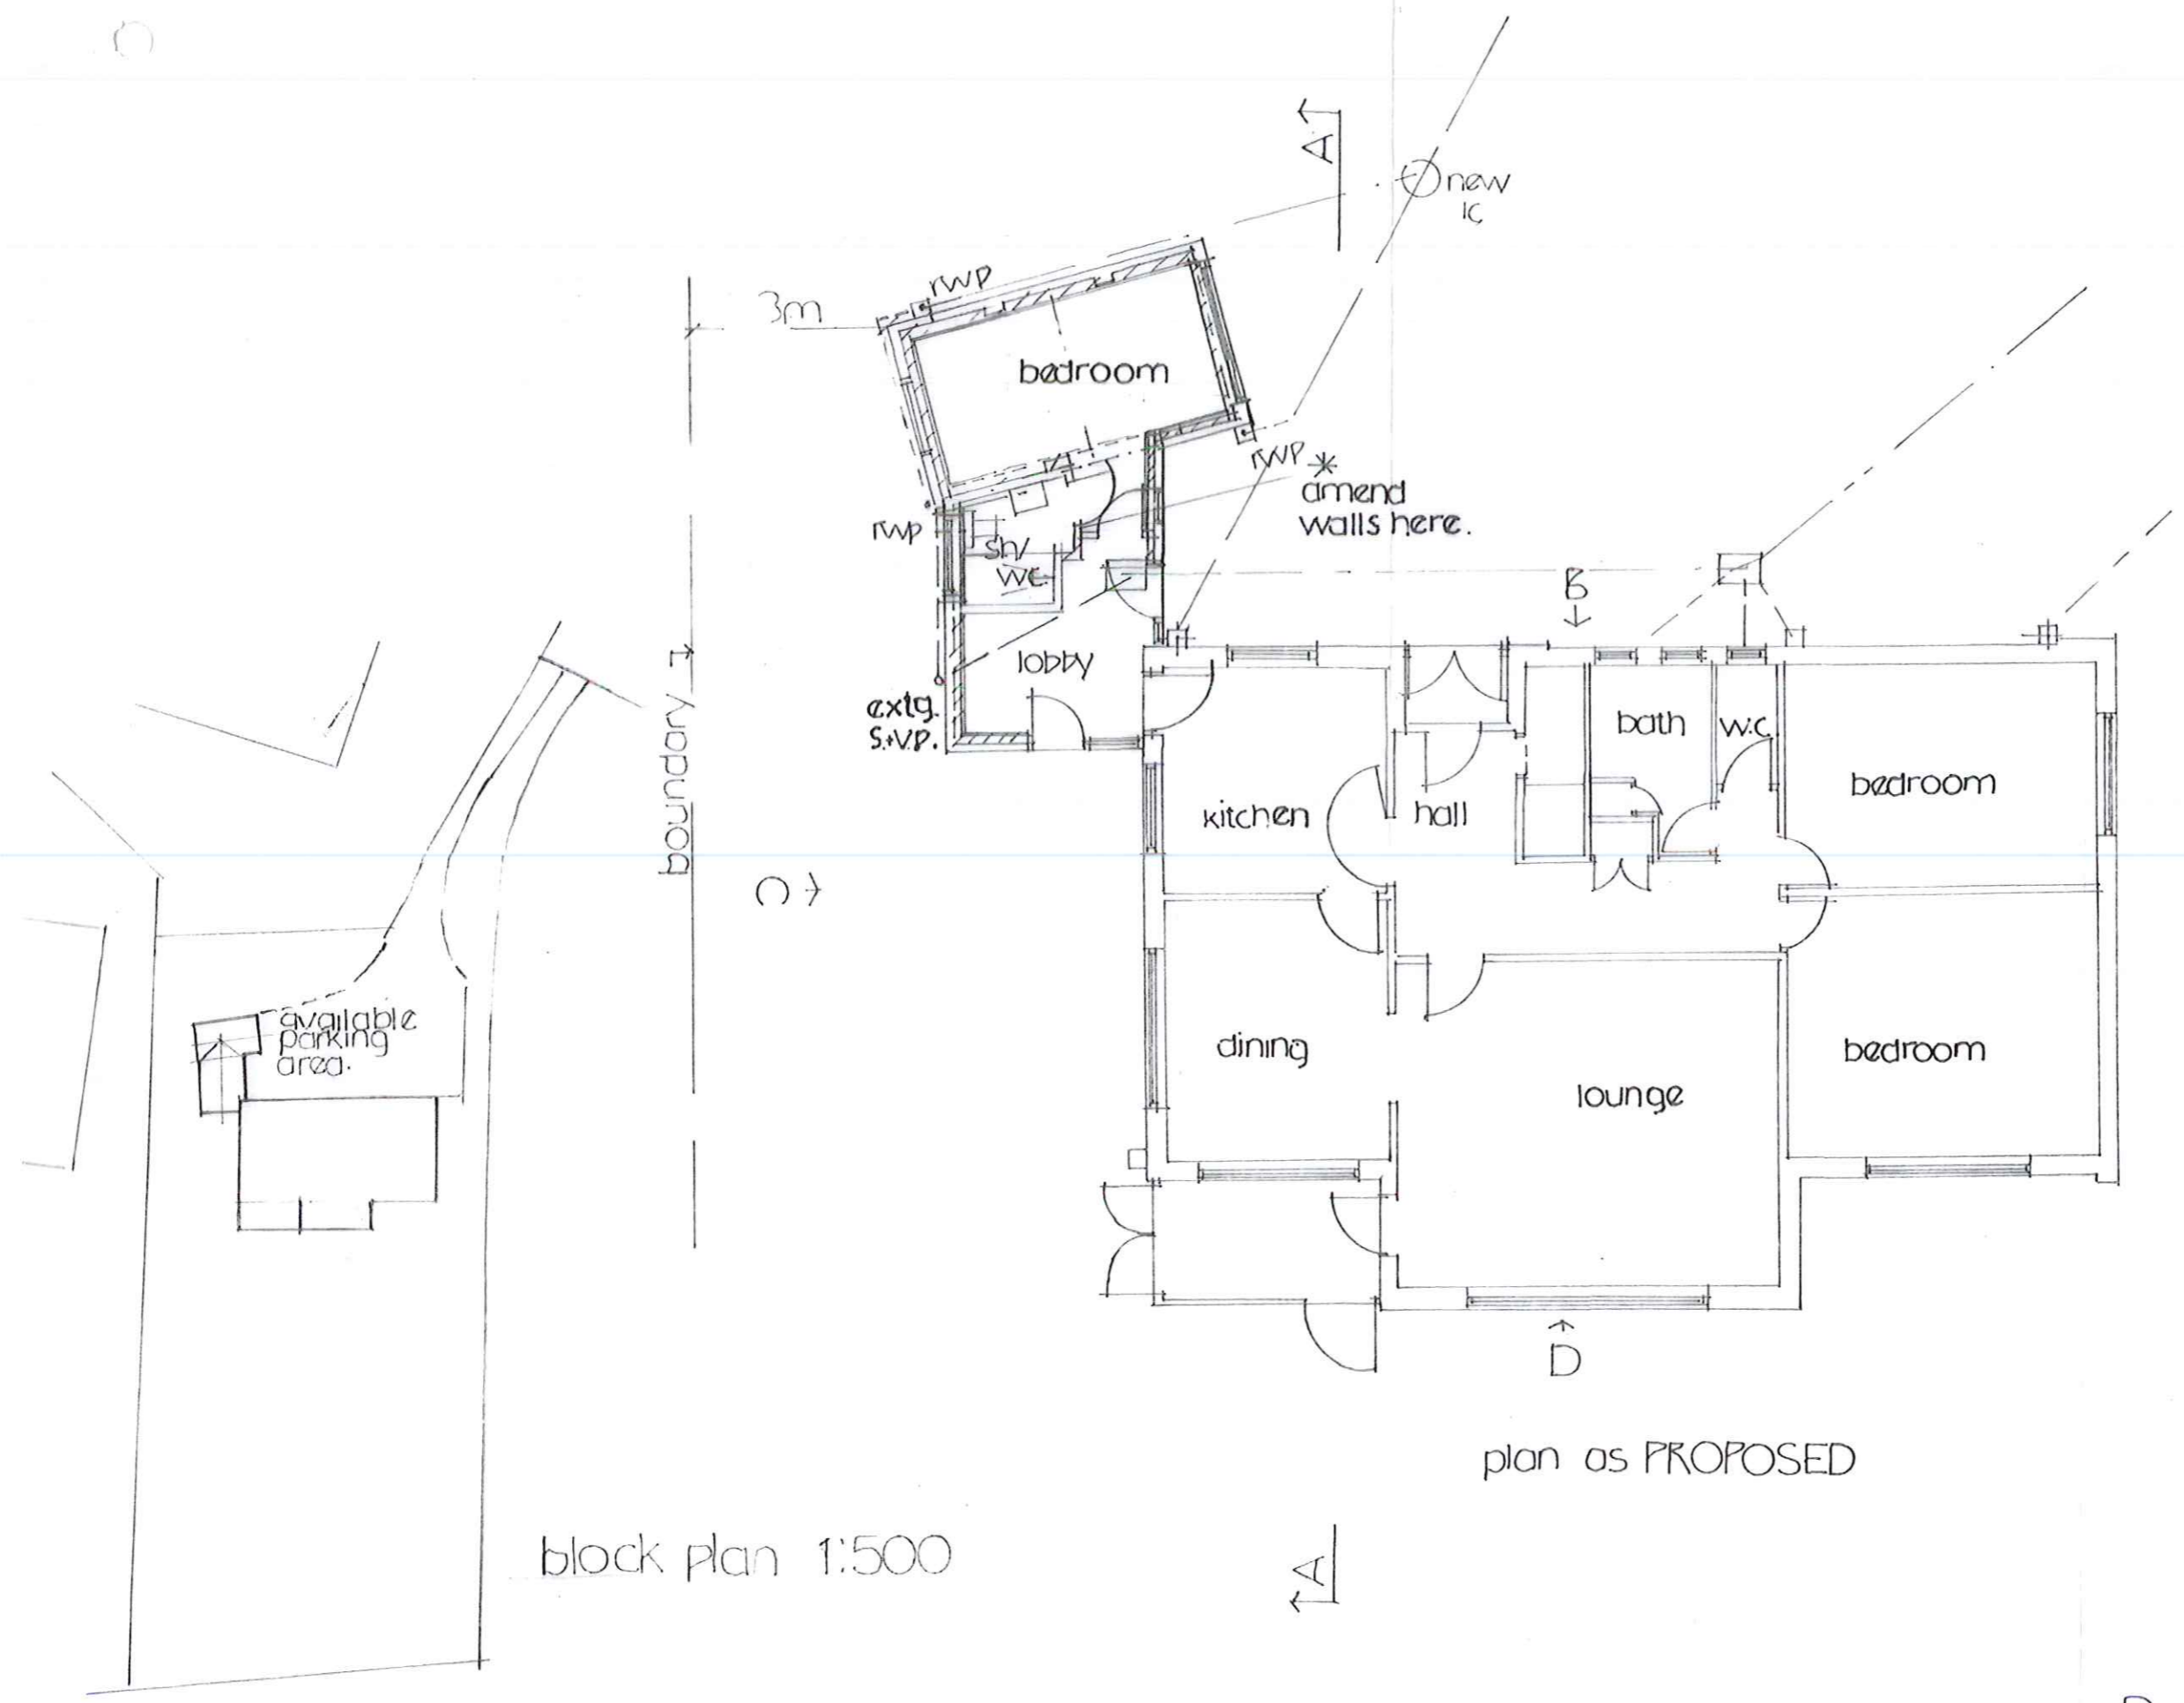 A
new
IC
rwp
3m
bedroom
rwp *
amend
walls here.
rwp
sh/
wc
B
lobby
extg.
S.+V.P.
boundary
bath
W.C.
bedroom
kitchen
hall
C
available
parking
area.
dining
bedroom
lounge
D
plan as PROPOSED
block plan 1:500
A